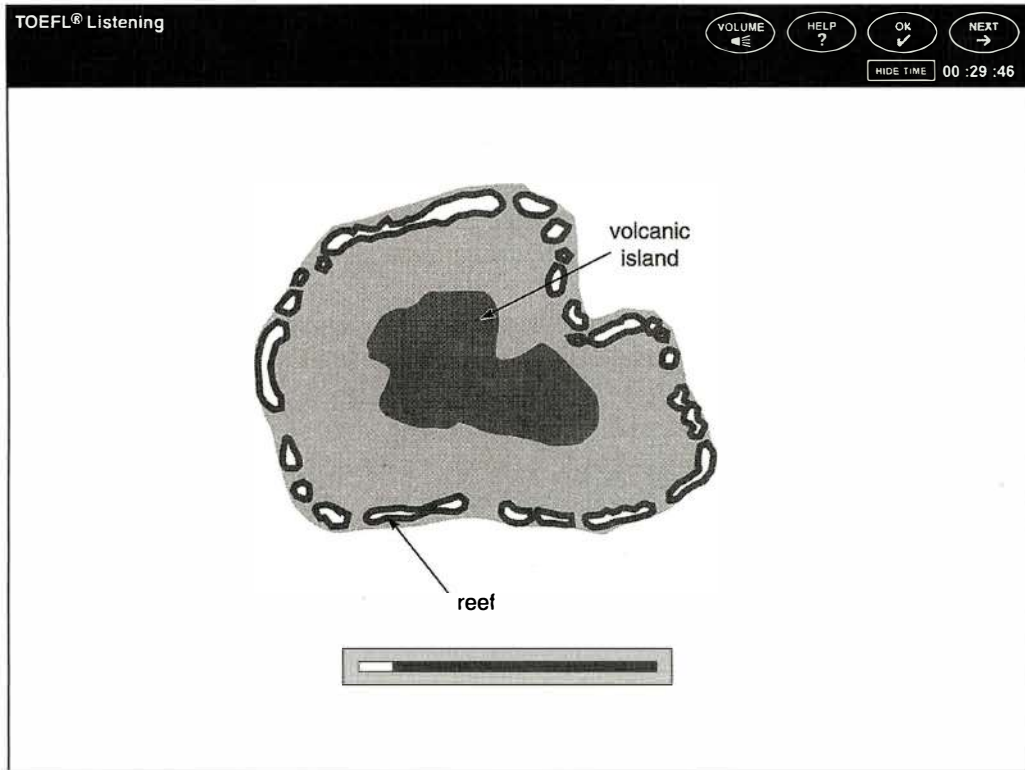 TOEFL® Listening
VOLUME
HELP
?
OK
NEXT
HIDE TIME 00 :29 :46
volcanic
island
reef